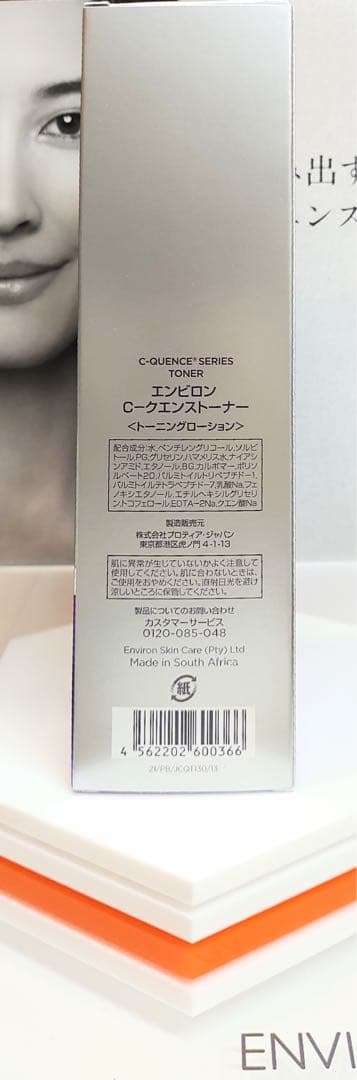 み出す
ンス
C-QUENCE® SERIES
TONER
エンビロン
C-クエンストーナー
<トーニングローション>
配合成分:水,ペンチレングリコール,ソルビ
トール,PG,グリセリン,ハマメリス水,ナイアシ
ンアミド,エタノール,BG,カルボマー,ポリソ
ルベート20,パルミトイルトリペプチド-1,
パルミトイルテトラペプチド-7,乳酸Na,フェ
ノキシエタノール,エチルヘキシルグリセリ
ン,トコフェロール,EDTA-2Na,クエン酸Na
製造販売元
株式会社プロティア・ジャパン
東京都港区虎ノ門4-1-13
肌に異常が生じていないかよく注意して
使用してください。肌に合わないときは、
ご使用をおやめください。直射日光を避け
涼しいところに保管してください。
製品についてのお問い合わせ
カスタマーサービス
0120-085-048
Environ Skin Care (Pty) Ltd
Made in South Africa
紙
4 562202 600366
21/PB/JCQT130/13
ENVI